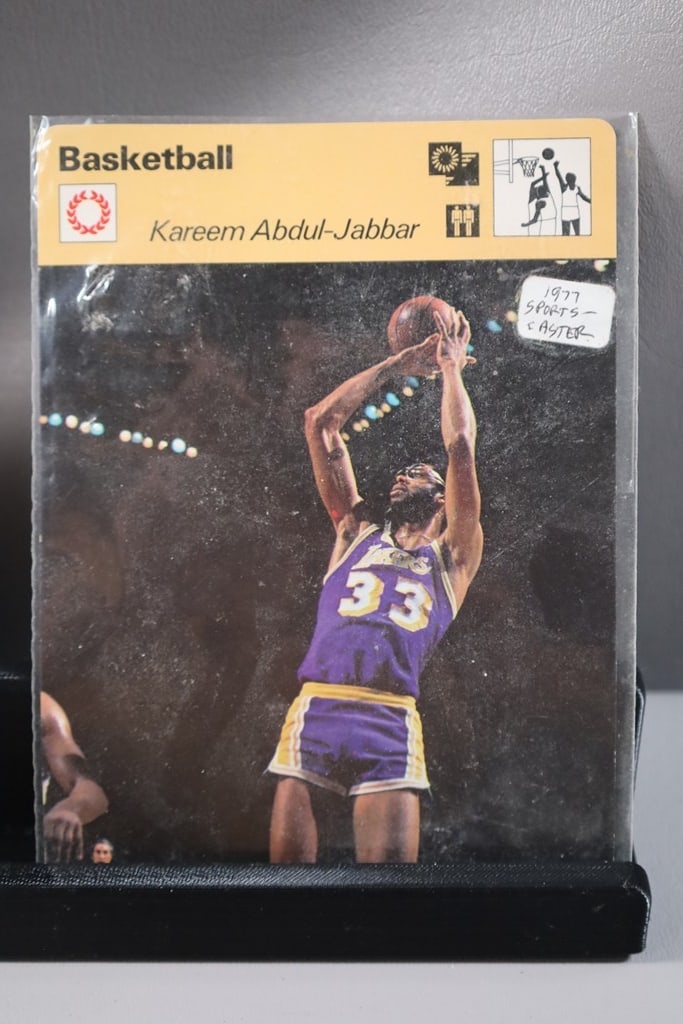 Basketball
Kareem Abdul-Jabbar
1977
SPORTS-
CASTER
LAKERS
33